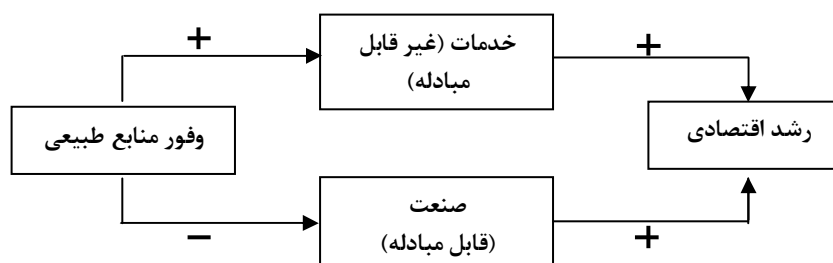 +
خدمات (غیر قابل
مبادله)
+
وفور منابع طبیعی
رشد اقتصادی
−
صنعت
(قابل مبادله)
+